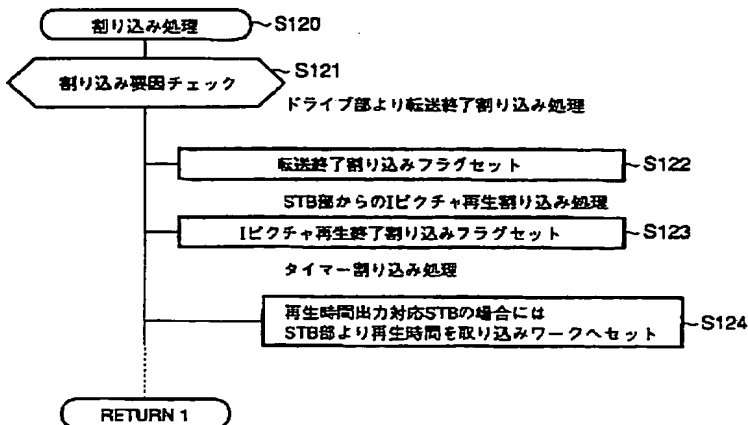 割り込み処理 S120
割り込み要因チェック S121
ドライブ部より転送終了割り込み処理
転送終了割り込みフラグセット S122
STB部からのIピクチャ再生割り込み処理
Iピクチャ再生終了割り込みフラグセット S123
タイマー割り込み処理
再生時間出力対応STBの場合には
STB部より再生時間を取り込みワークへセット S124
RETURN 1